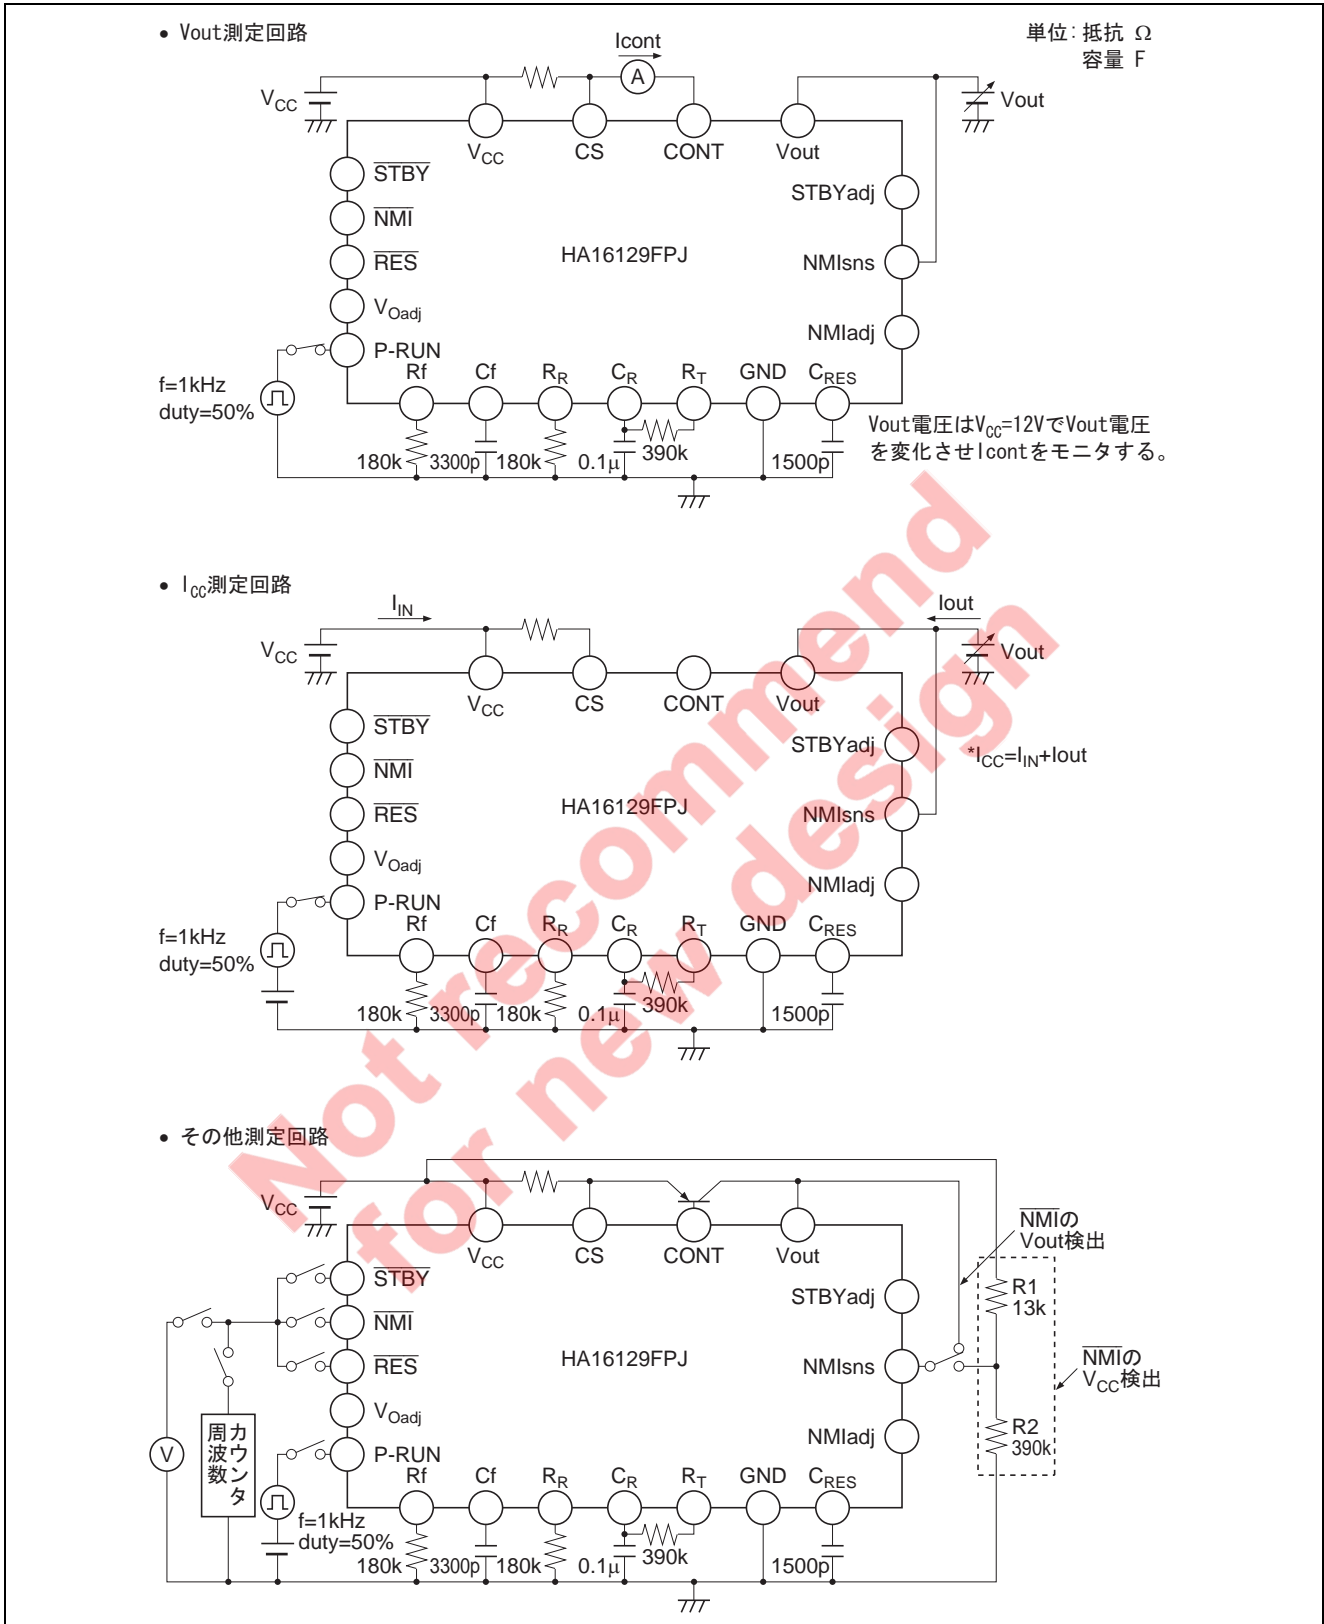 • Vout測定回路
単位: 抵抗 Ω
容量 F
Icont
A
VCC
Vout
VCC
CS
CONT
Vout
STBY
NMI
RES
VOadj
P-RUN
STBYadj
NMIsns
NMIadj
HA16129FPJ
f=1kHz
duty=50%
Rf
Cf
RR
CR
RT
GND
CRES
180k
3300p
180k
0.1μ
390k
1500p
Vout電圧はVCC=12VでVout電圧
を変化させIcontをモニタする。
• ICC測定回路
IIN
Iout
VCC
Vout
VCC
CS
CONT
Vout
STBY
NMI
RES
VOadj
P-RUN
STBYadj
NMIsns
NMIadj
*ICC=IIN+Iout
HA16129FPJ
f=1kHz
duty=50%
Rf
Cf
RR
CR
RT
GND
CRES
180k
3300p
180k
0.1μ
390k
1500p
• その他測定回路
VCC
VCC
CS
CONT
Vout
NMIの
Vout検出
STBY
NMI
RES
VOadj
P-RUN
STBYadj
NMIsns
NMIadj
R1
13k
R2
390k
NMIの
VCC検出
HA16129FPJ
V
周波数
カウンタ
f=1kHz
duty=50%
Rf
Cf
RR
CR
RT
GND
CRES
180k
3300p
180k
0.1μ
390k
1500p
Not recommend
for new design